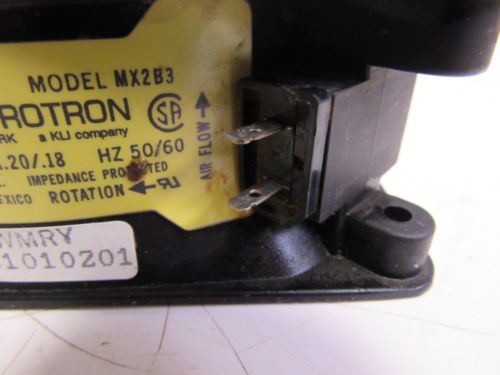 MODEL MX2B3
ROTRON
RK a KLI company
SA
.20/.18 HZ 50/60
AIR FLOW
IMPEDANCE PROTECTED
EXICO ROTATION
WMRY
1010201